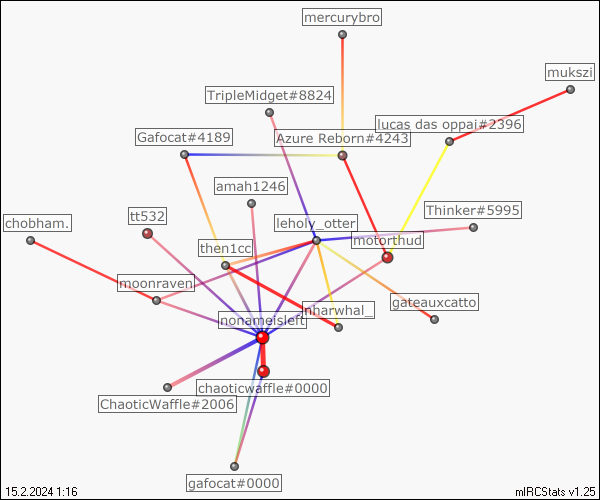 mercurybro
mukszi
TripleMidget#8824
lucas das oppai#2396
Gafocat#4189
Azure Reborn#4243
amah1246
Thinker#5995
tt532
chobham.
leholy_otter
motorthud
then1cc
moonraven
gateauxcatto
nharwhal_
nonameisleft
chaoticwaffle#0000
ChaoticWaffle#2006
gafocat#0000
15.2.2024 1:16
mIRCStats v1.25